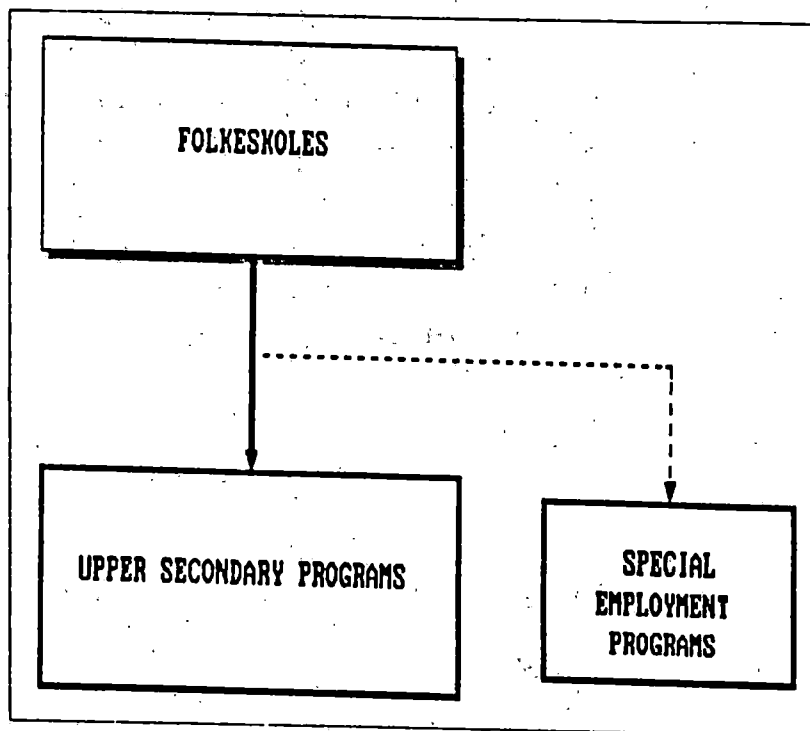 FOLKESKOLES
UPPER SECONDARY PROGRAMS
SPECIAL
EMPLOYMENT
PROGRAMS